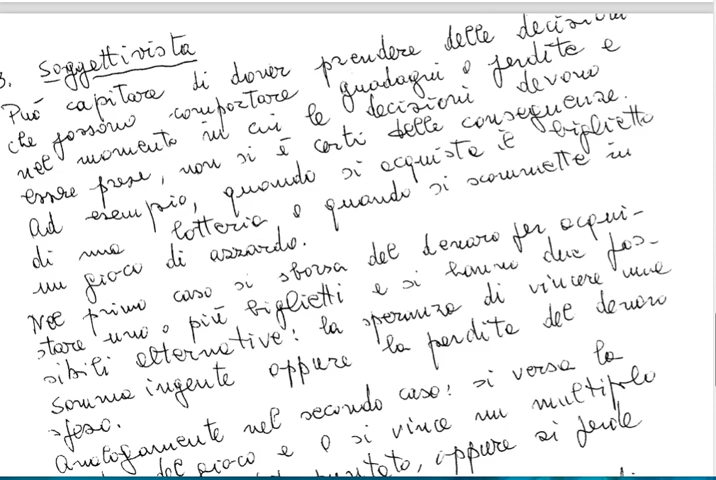 3. Soggettivista
Può capitare di dover prendere delle decisioni
che possono comportare guadagni o perdite e
nel momento in cui le decisioni devono
essere prese, non si è certi delle conseguenze.
Ad esempio, quando si acquista il biglietto
di una lotteria o quando si scommette in
un gioco di azzardo.
Nel primo caso si sborsa del denaro per acqui-
stare uno o più biglietti e si hanno due pos-
sibili alternative: la speranza di vincere una
somma ingente oppure la perdita del denaro
speso.
Analogamente nel secondo caso: si versa la
del gioco e o si vince un multiplo
puntato, oppure si perde